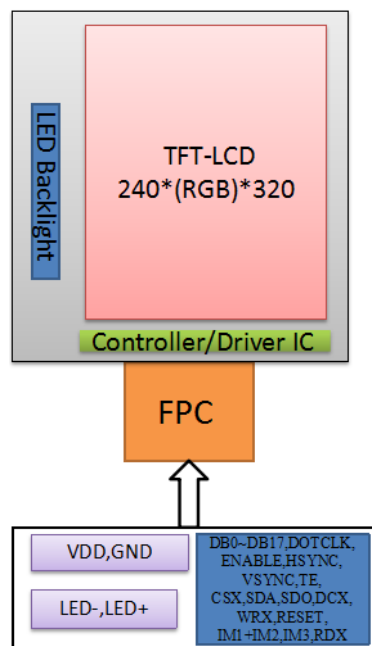 LED Backlight
TFT-LCD
240*(RGB)*320
Controller/Driver IC
FPC
VDD,GND
LED-,LED+
DB0~DB17,DOTCLK,
ENABLE,HSYNC,
VSYNC,TE,
CSX,SDA,SDO,DCX,
WRX,RESET,
IM1+IM2,IM3,RDX